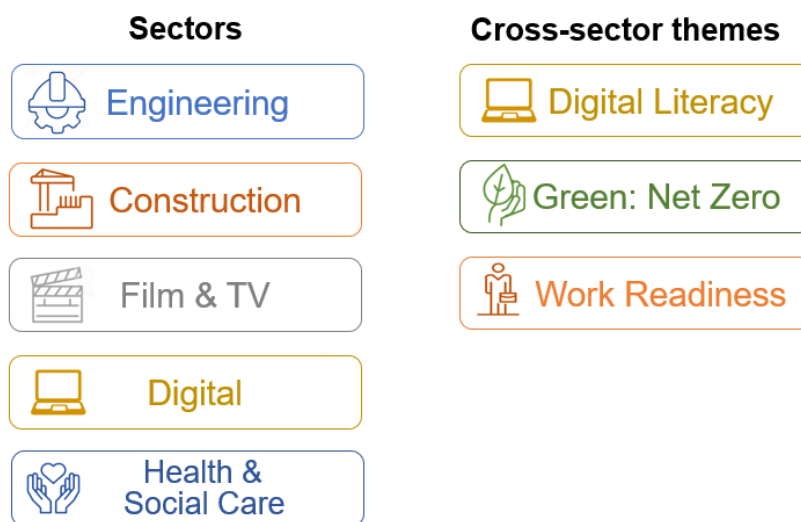 Sectors
Engineering
Construction
Film & TV
Digital
Health &
Social Care
Cross-sector themes
Digital Literacy
Green: Net Zero
Work Readiness